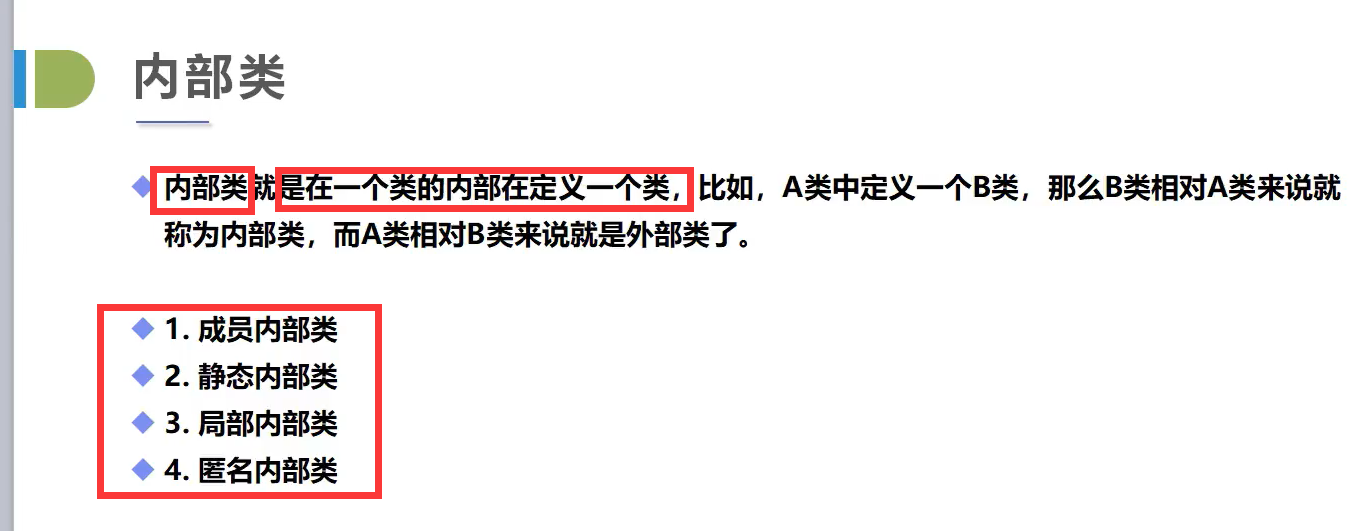 内部类
内部类就是在一个类的内部在定义一个类，比如，A类中定义一个B类，那么B类相对A类来说就
称为内部类，而A类相对B类来说就是外部类了。
1. 成员内部类
2. 静态内部类
3. 局部内部类
4. 匿名内部类